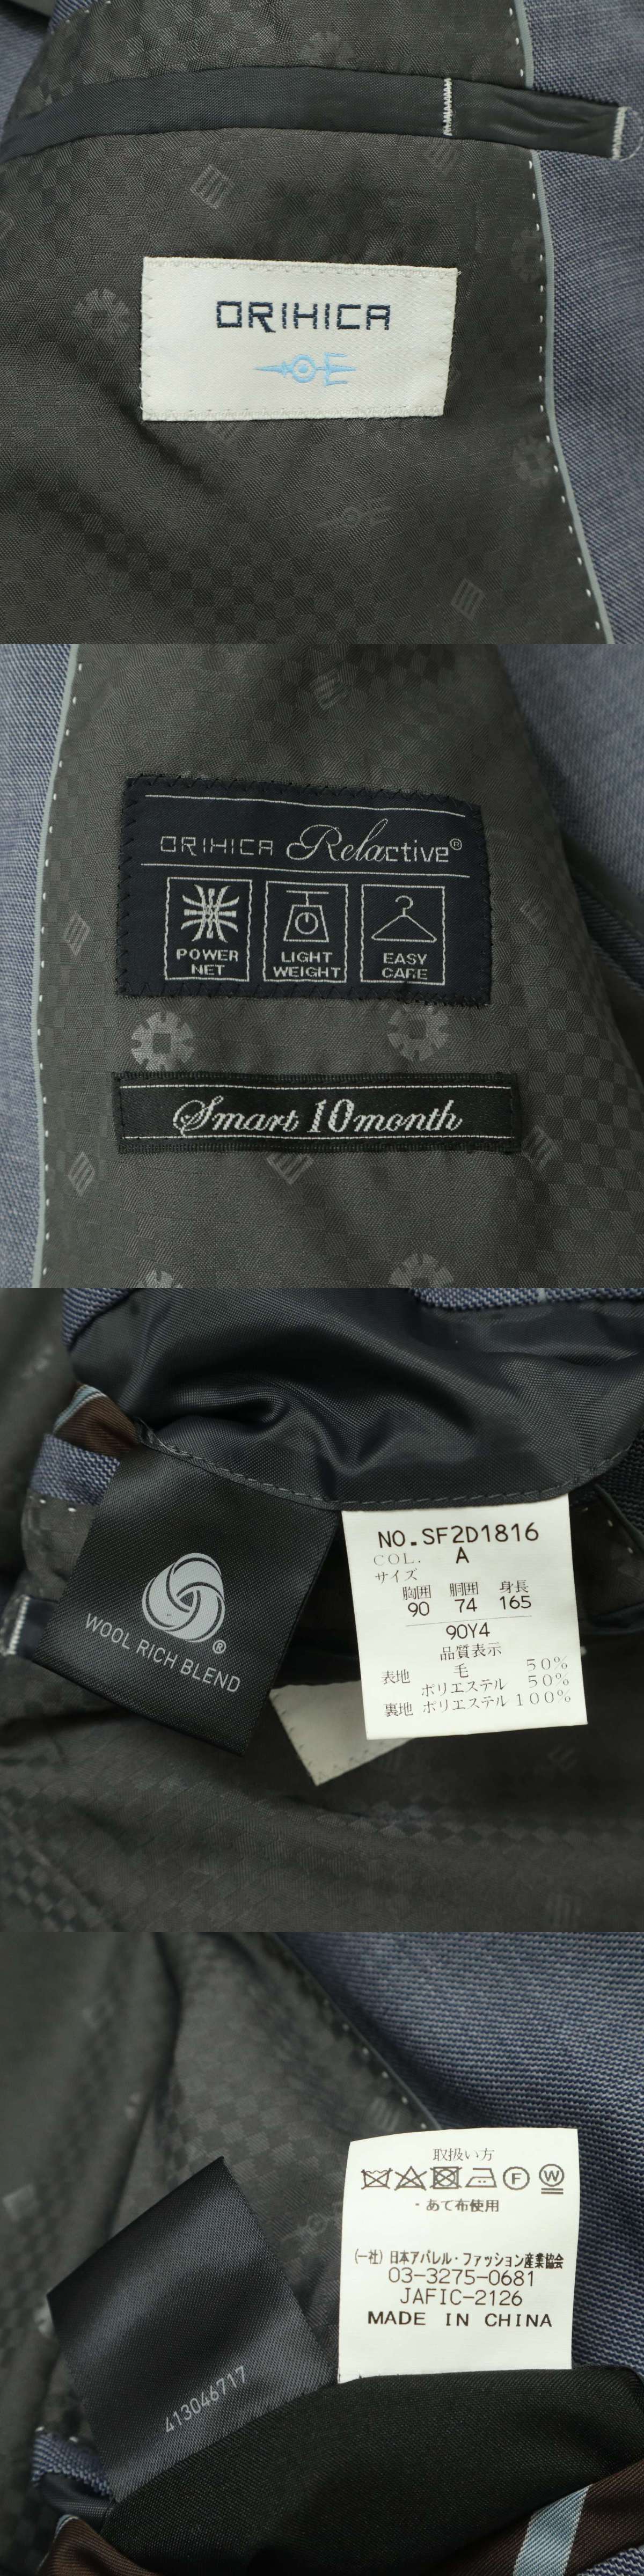 ORIHICA
ORIHICA Relactive®
POWER NET
LIGHT WEIGHT
EASY CARE
Smart 10month
WOOL RICH BLEND
®
NO.SF2D1816
COL. A
サイズ
胸囲 胴囲 身長
90 74 165
90Y4
品質表示
表地 毛 50%
ポリエステル 50%
裏地 ポリエステル 100%
取扱い方
F W
・あて布使用
(一社)日本アパレル・ファッション産業協会
03-3275-0681
JAFIC-2126
MADE IN CHINA
413046717